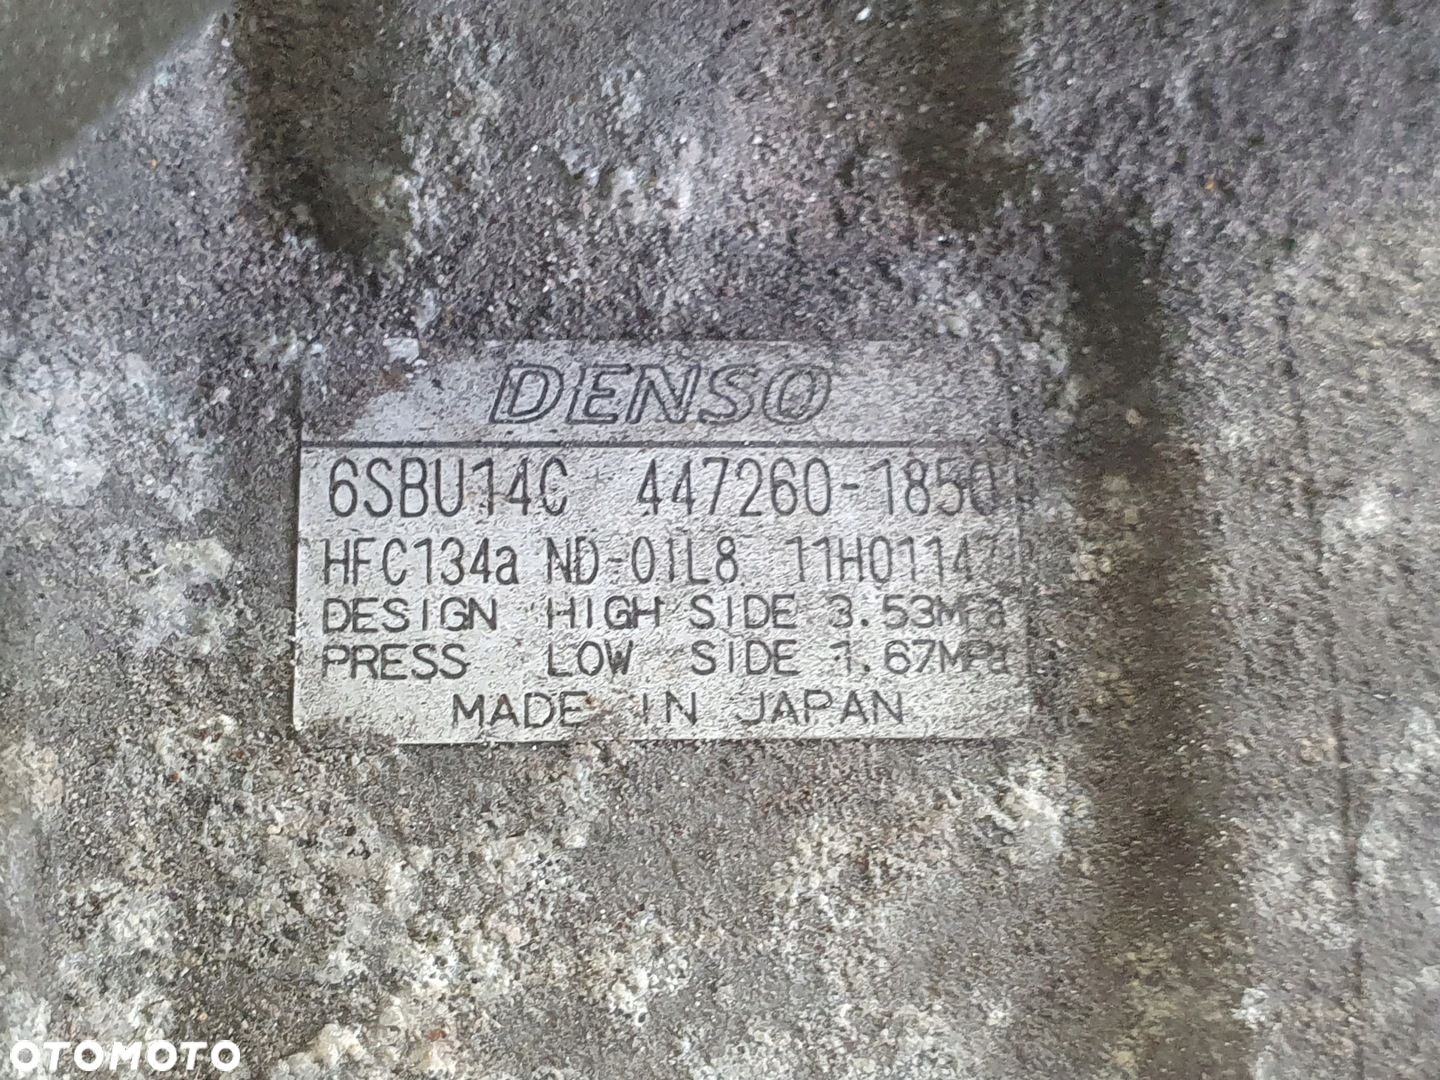 DENSO
6SBU14C 447260-1850
HFC134a ND-OIL8
DESIGN HIGH SIDE 3.53MPa
PRESS LOW SIDE 1.67MPa
MADE IN JAPAN
OTOMOTO